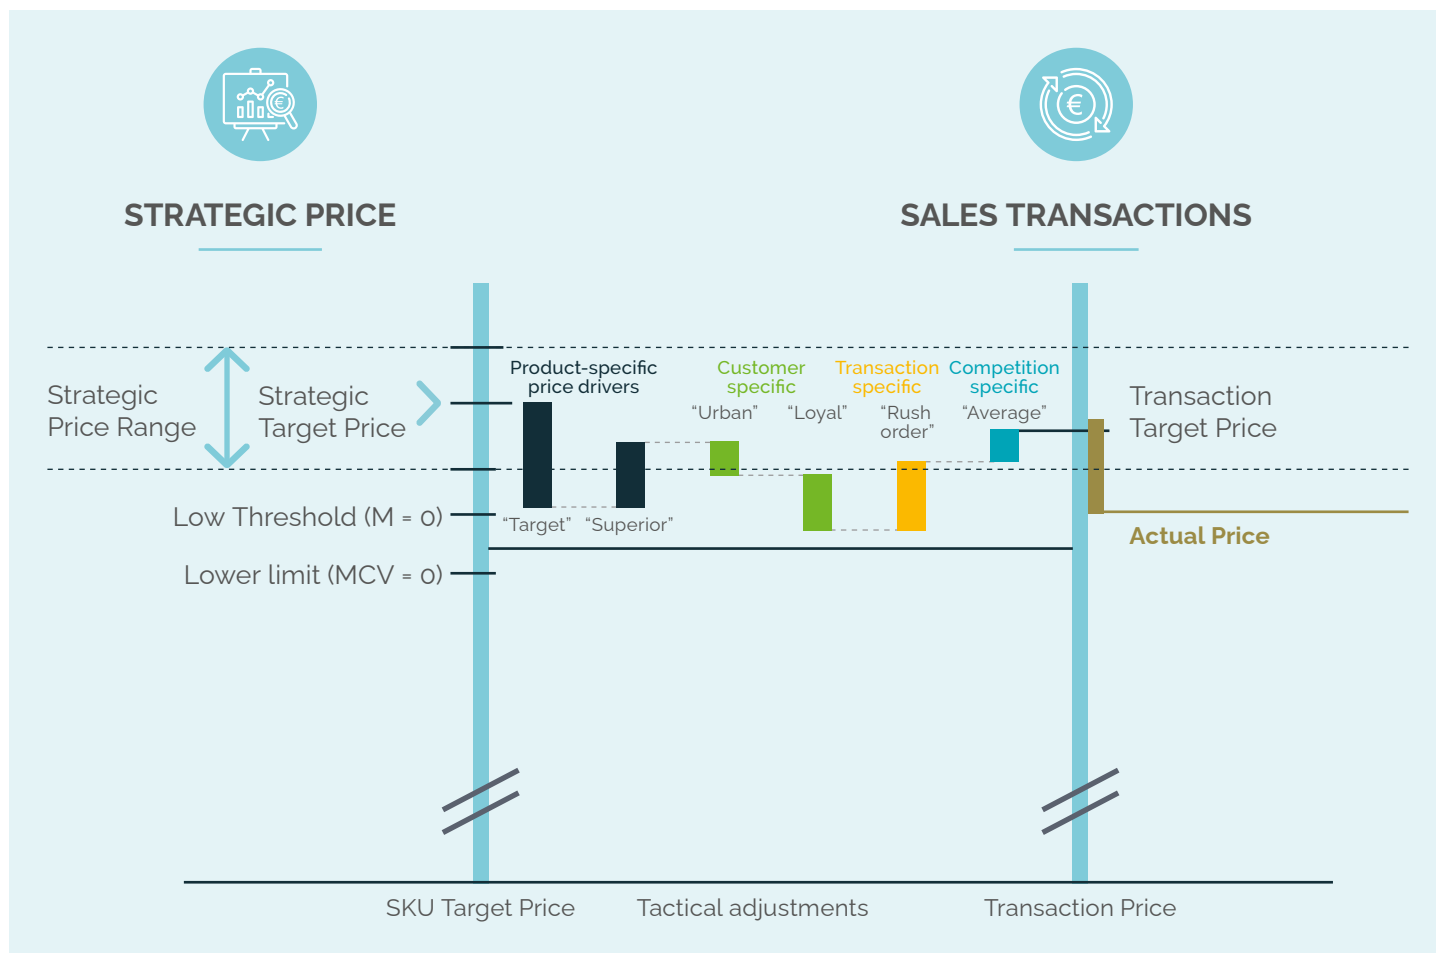 STRATEGIC PRICE
SALES TRANSACTIONS
Strategic
Price Range
Strategic
Target Price
Product-specific
price drivers
Customer
specific
Transaction
specific
Competition
specific
“Urban”
“Loyal”
“Rush
order”
“Average”
Transaction
Target Price
Low Threshold (M = 0)
“Target”
“Superior”
Actual Price
Lower limit (MCV = 0)
SKU Target Price
Tactical adjustments
Transaction Price
€
€